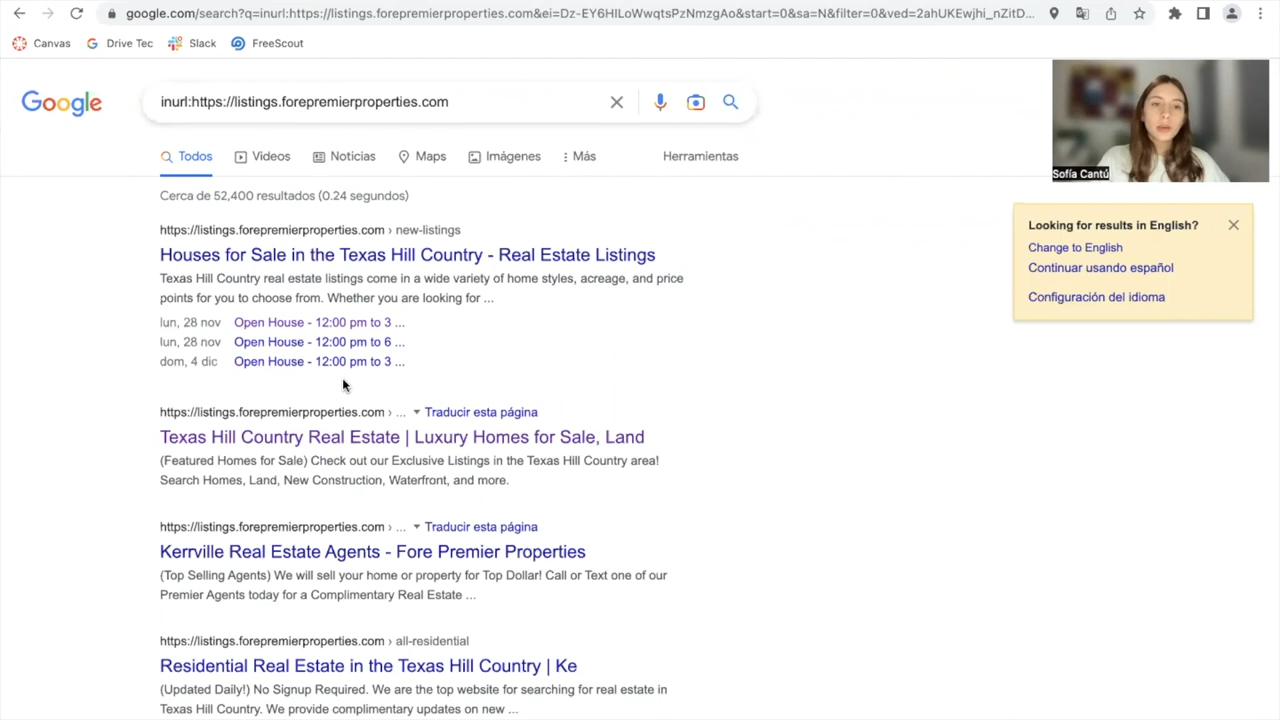 google.com/search?q=inurl:https://listings.forepremierproperties.com&ei=Dz-EY6HILoWwqtsPzNmzgAo&start=0&sa=N&filter=0&ved=2ahUKEwjhi_nZitD...
Canvas Drive Tec Slack FreeScout
Google
inurl:https://listings.forepremierproperties.com
Todos Videos Noticias Maps Imágenes Más Herramientas
Sofía Cantú
Cerca de 52,400 resultados (0.24 segundos)
https://listings.forepremierproperties.com › new-listings
Houses for Sale in the Texas Hill Country - Real Estate Listings
Texas Hill Country real estate listings come in a wide variety of home styles, acreage, and price
points for you to choose from. Whether you are looking for ...
lun, 28 nov Open House - 12:00 pm to 3 ...
lun, 28 nov Open House - 12:00 pm to 6 ...
dom, 4 dic Open House - 12:00 pm to 3 ...
Looking for results in English?
Change to English
Continuar usando español
Configuración del idioma
https://listings.forepremierproperties.com › ... Traducir esta página
Texas Hill Country Real Estate | Luxury Homes for Sale, Land
(Featured Homes for Sale) Check out our Exclusive Listings in the Texas Hill Country area!
Search Homes, Land, New Construction, Waterfront, and more.
https://listings.forepremierproperties.com › ... Traducir esta página
Kerrville Real Estate Agents - Fore Premier Properties
(Top Selling Agents) We will sell your home or property for Top Dollar! Call or Text one of our
Premier Agents today for a Complimentary Real Estate ...
https://listings.forepremierproperties.com › all-residential
Residential Real Estate in the Texas Hill Country | Ke
(Updated Daily!) No Signup Required. We are the top website for searching for real estate in
Texas Hill Country. We provide complimentary updates on new ...